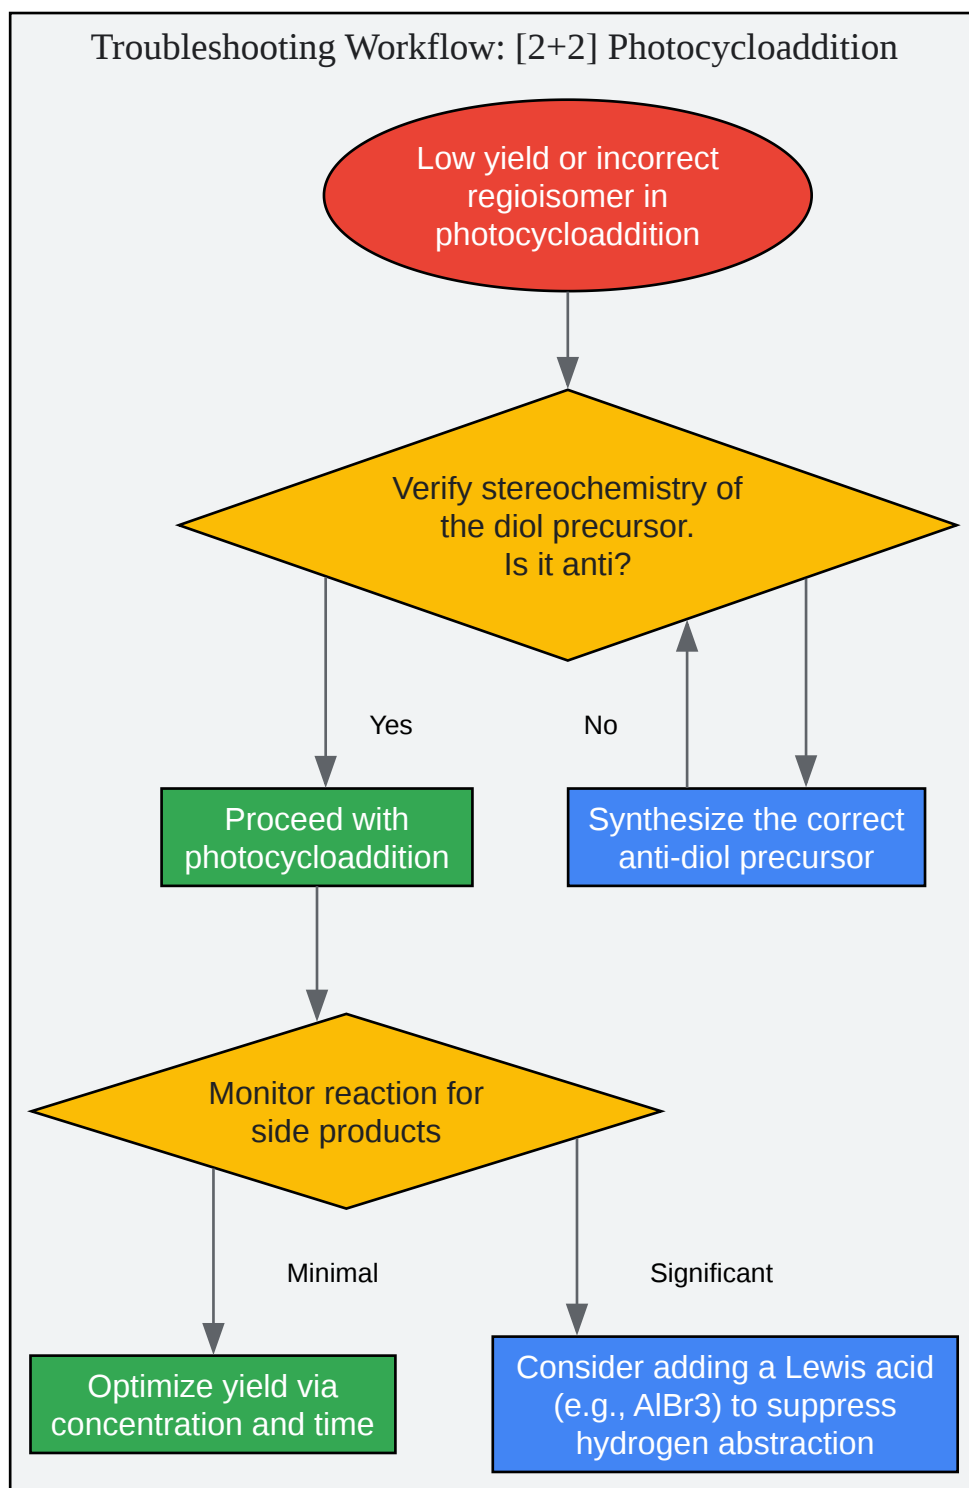 Troubleshooting Workflow: [2+2] Photocycloaddition
Low yield or incorrect
regioisomer in
photocycloaddition
Verify stereochemistry of
the diol precursor.
Is it anti?
Yes
No
Proceed with
photocycloaddition
Synthesize the correct
anti-diol precursor
Monitor reaction for
side products
Minimal
Significant
Optimize yield via
concentration and time
Consider adding a Lewis acid
(e.g., AlBr3) to suppress
hydrogen abstraction